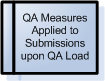 QA Measures
Applied to
Submissions
upon QA Load